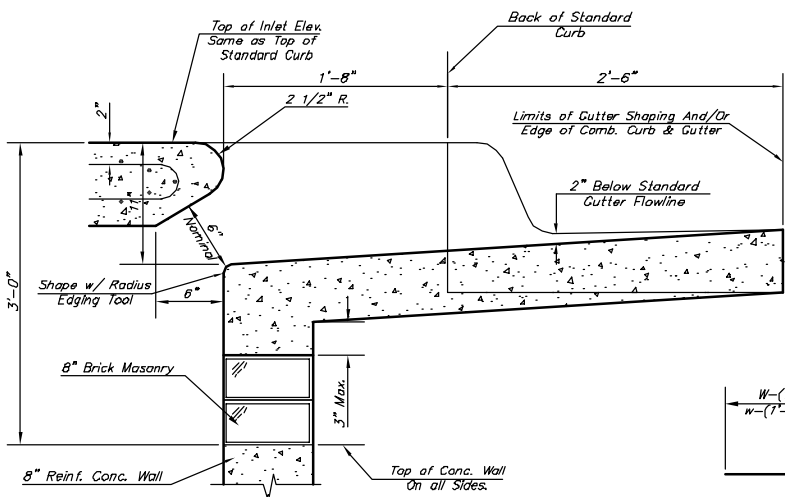 Top of Inlet Elev.
Same as Top of
Standard Curb
Back of Standard
Curb
1'-8"
2'-6"
2"
2 1/2" R.
Limits of Gutter Shaping And/Or
Edge of Comb. Curb & Gutter
11"
6"
Nominal
2" Below Standard
Gutter Flowline
3'-0"
Shape w/ Radius
Edging Tool
6"
8" Brick Masonry
3" Max.
W-(
w-(1'-
8" Reinf. Conc. Wall
Top of Conc. Wall
On all Sides.